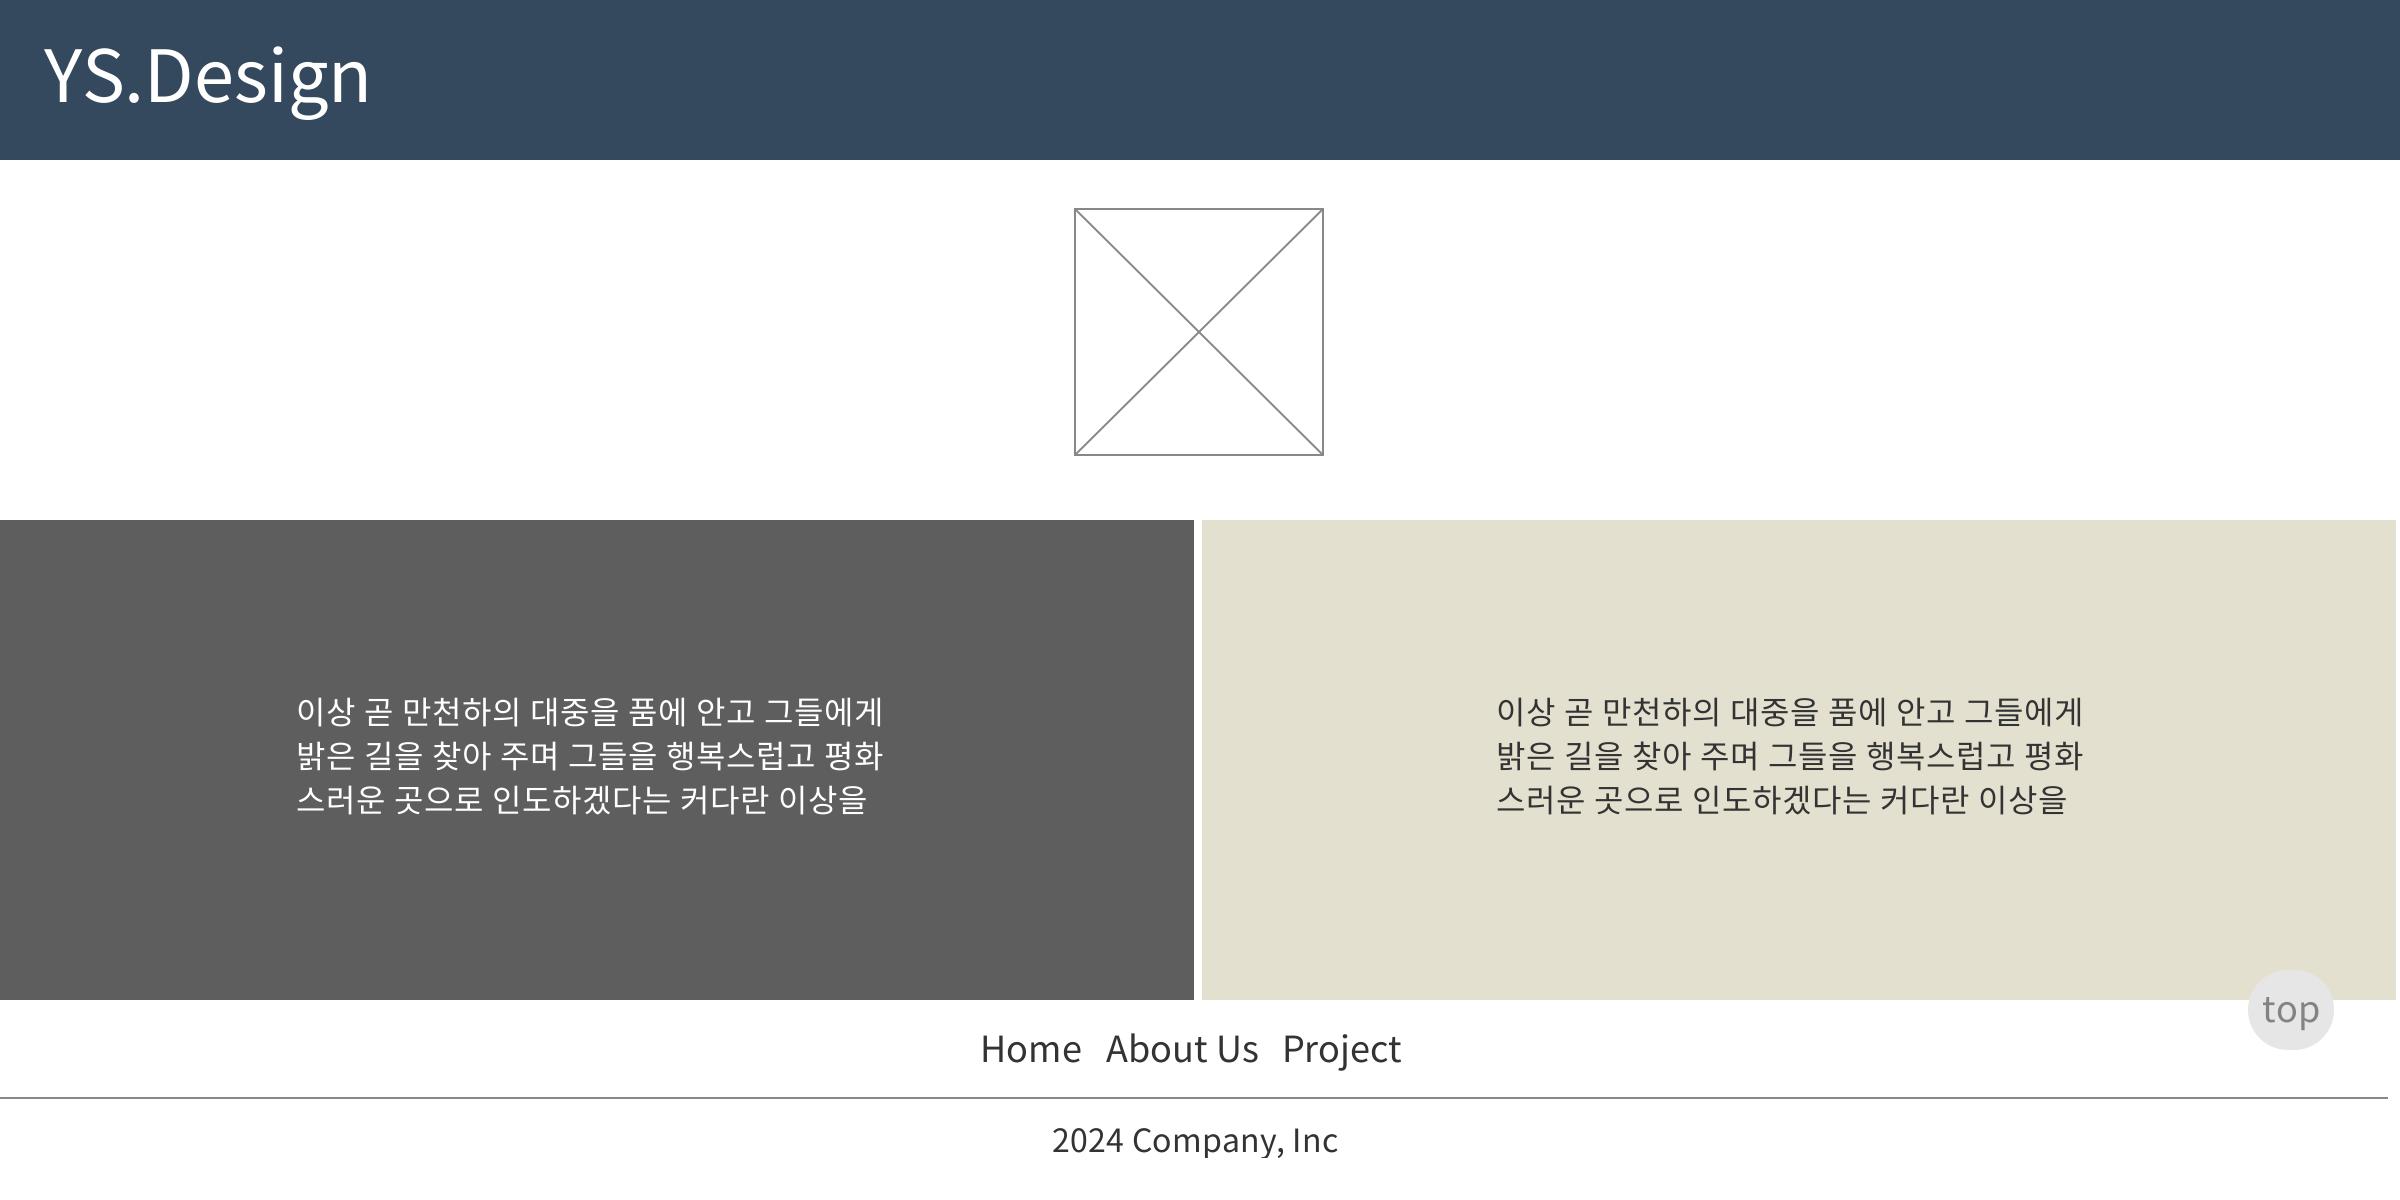 YS.Design
이상 곧 만천하의 대중을 품에 안고 그들에게
밝은 길을 찾아 주며 그들을 행복스럽고 평화
스러운 곳으로 인도하겠다는 커다란 이상을
이상 곧 만천하의 대중을 품에 안고 그들에게
밝은 길을 찾아 주며 그들을 행복스럽고 평화
스러운 곳으로 인도하겠다는 커다란 이상을
top
Home About Us Project
2024 Company, Inc